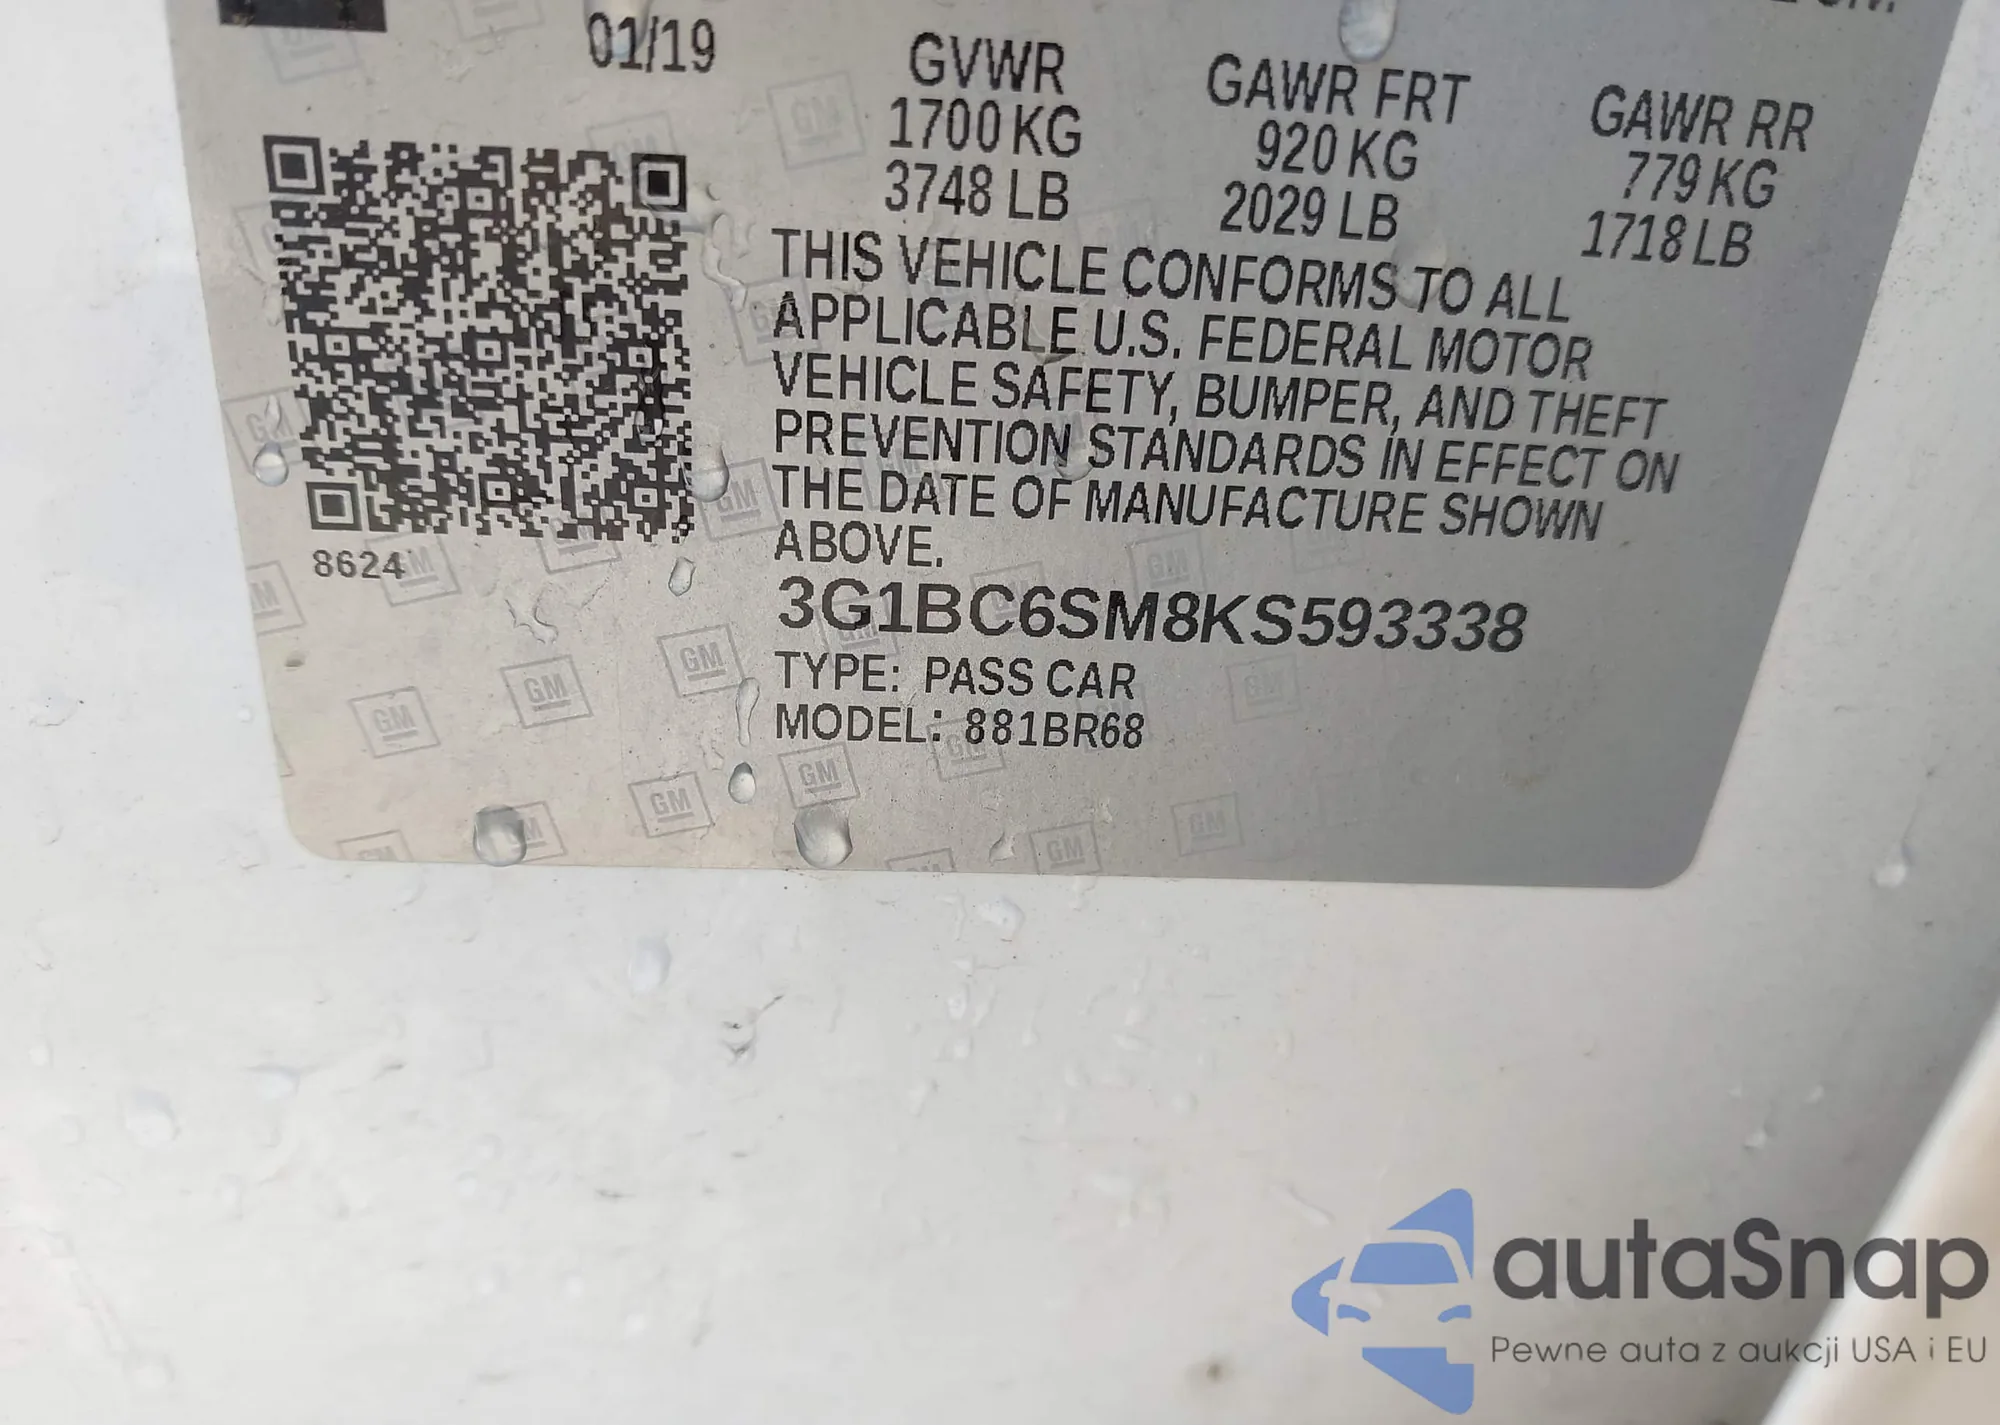 01/19
GVWR
1700 KG
3748 LB
GAWR FRT
920 KG
2029 LB
GAWR RR
779 KG
1718 LB
THIS VEHICLE CONFORMS TO ALL
APPLICABLE U.S. FEDERAL MOTOR
VEHICLE SAFETY, BUMPER, AND THEFT
PREVENTION STANDARDS IN EFFECT ON
THE DATE OF MANUFACTURE SHOWN
ABOVE.
8624
3G1BC6SM8KS593338
TYPE: PASS CAR
MODEL: 881BR68
GM
autaSnap
Pewne auta z aukcji USA i EU